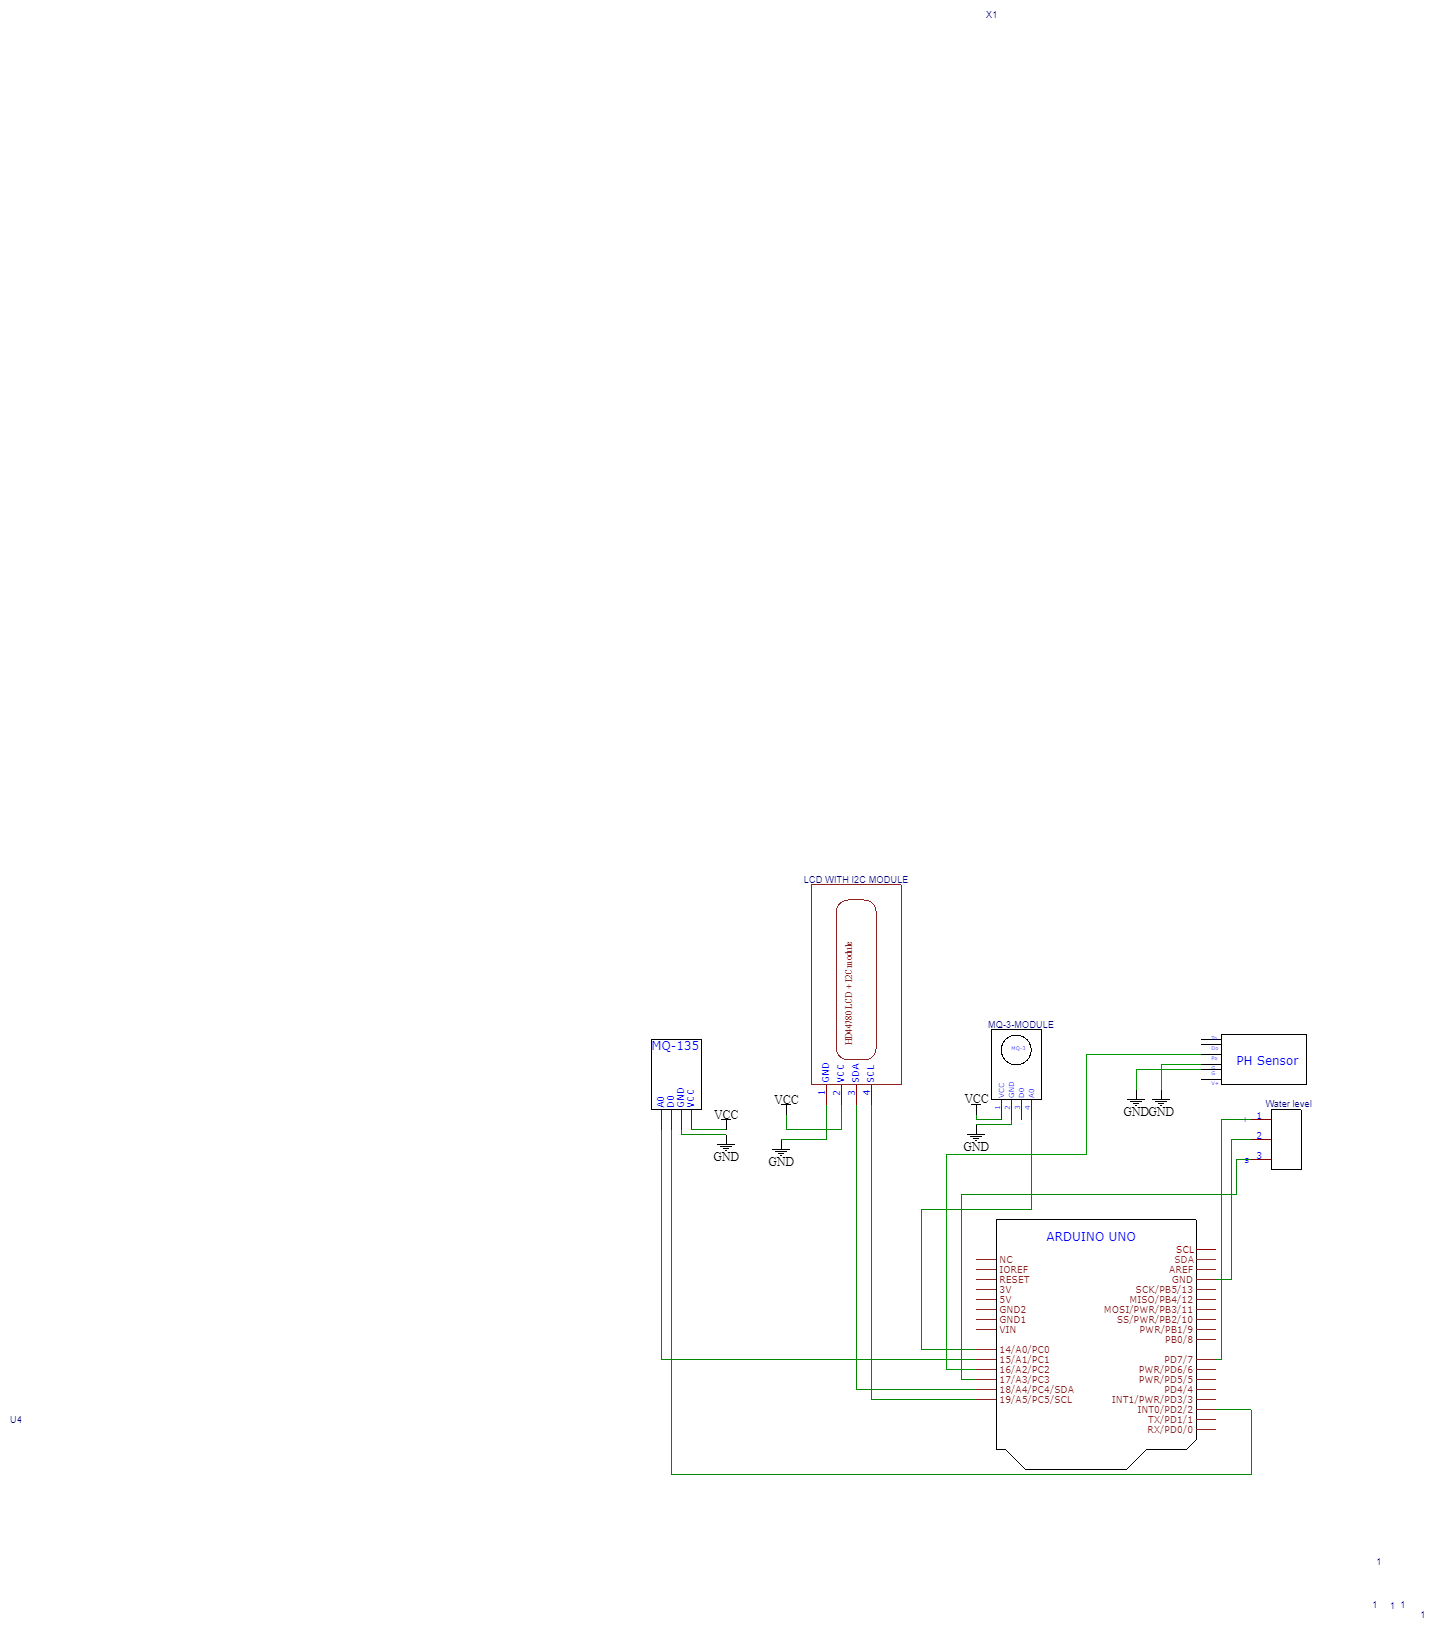 X1
LCD WITH I2C MODULE
HD44780 LCD + I2C module
GND
VCC
SDA
SCL
1
2
3
4
MQ-135
A0
D0
GND
VCC
VCC
GND
VCC
GND
MQ-3-MODULE
MQ-3
VCC
GND
D0
A0
1
2
3
4
VCC
GND
PH Sensor
Do
Po
V+
GND
GND
Water level
1
2
3
+
s
ARDUINO UNO
NC
IOREF
RESET
3V
5V
GND2
GND1
VIN
14/A0/PC0
15/A1/PC1
16/A2/PC2
17/A3/PC3
18/A4/PC4/SDA
19/A5/PC5/SCL
SCL
SDA
AREF
GND
SCK/PB5/13
MISO/PB4/12
MOSI/PWR/PB3/11
SS/PWR/PB2/10
PWR/PB1/9
PB0/8
PD7/7
PWR/PD6/6
PWR/PD5/5
PD4/4
INT1/PWR/PD3/3
INT0/PD2/2
TX/PD1/1
RX/PD0/0
U4
1
1
1
1
1